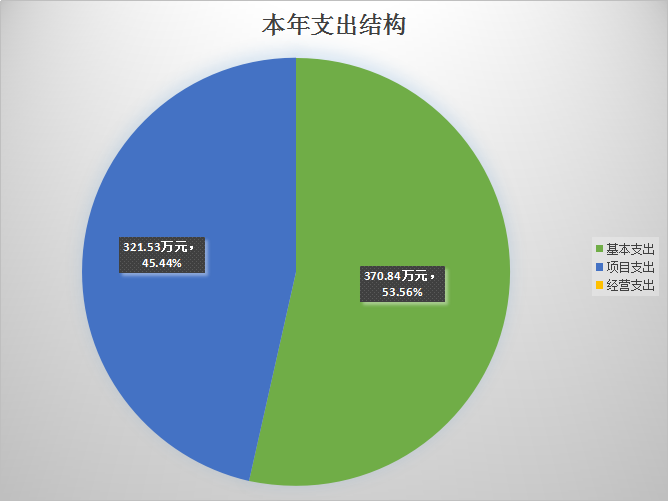 本年支出结构
321.53万元，
45.44%
370.84万元，
53.56%
基本支出
项目支出
经营支出